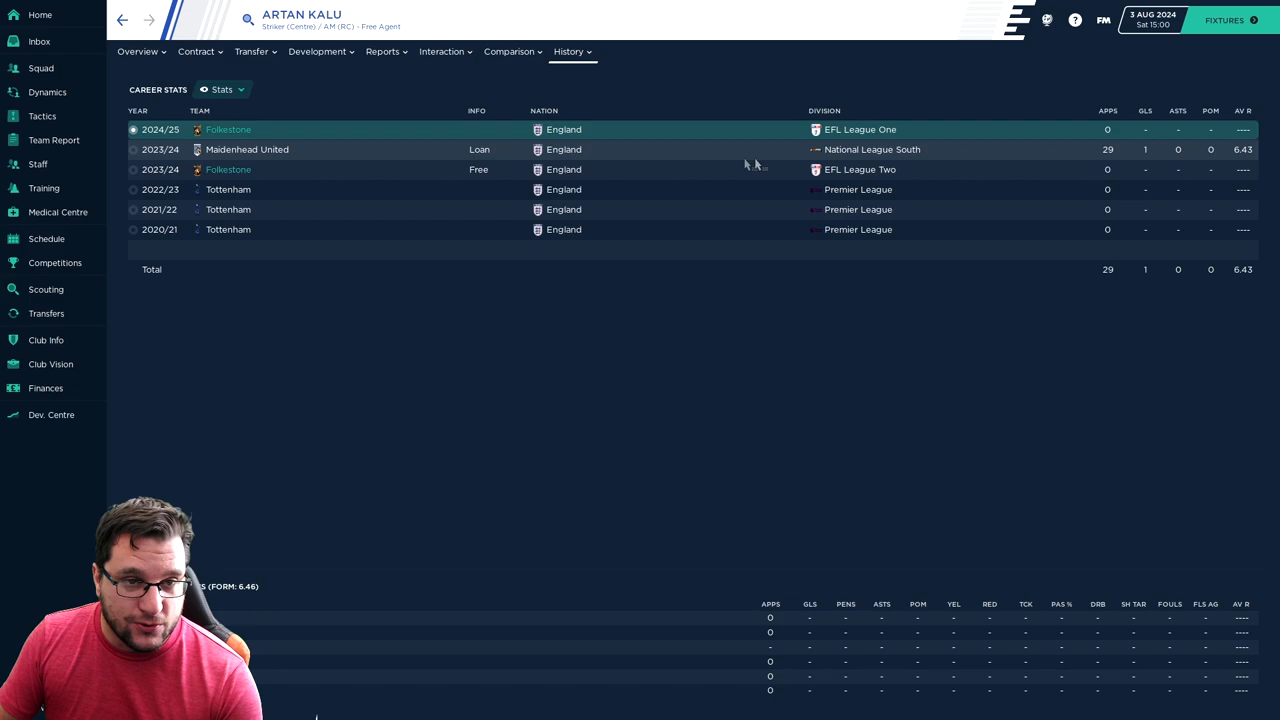 Home
Inbox
Squad
Dynamics
Tactics
Team Report
Staff
Training
Medical Centre
Schedule
Competitions
Scouting
Transfers
Club Info
Club Vision
Finances
Dev. Centre
ARTAN KALU
Striker (Centre) / AM (RC) - Free Agent
? FM
3 AUG 2024
Sat 15:00
FIXTURES
Overview Contract Transfer Development Reports Interaction Comparison History
CAREER STATS Stats
YEAR TEAM INFO NATION DIVISION APPS GLS ASTS POM AV R
2024/25 Folkestone England EFL League One 0 - - - ----
2023/24 Maidenhead United Loan England National League South 29 1 0 0 6.43
2023/24 Folkestone Free England EFL League Two 0 - - - ----
2022/23 Tottenham England Premier League 0 - - - ----
2021/22 Tottenham England Premier League 0 - - - ----
2020/21 Tottenham England Premier League 0 - - - ----
Total 29 1 0 0 6.43
(FORM: 6.46)
APPS GLS PENS ASTS POM YEL RED TCK PAS % DRB SH TAR FOULS FLS AG AV R
0 - - - - - - - - - - - - ----
0 - - - - - - - - - - - - ----
- - - - - - - - - - - - - ----
0 - - - - - - - - - - - - ----
0 - - - - - - - - - - - - ----
0 - - - - - - - - - - - - ----